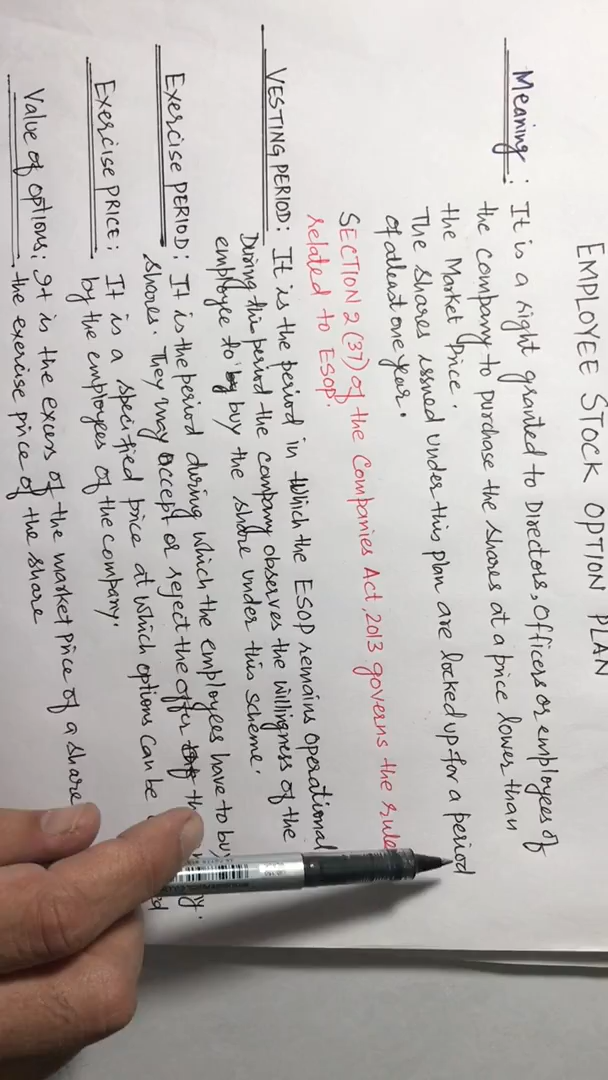 EMPLOYEE STOCK OPTION PLAN
Meaning: It is a right granted to Directors, officers or employees of
the company to purchase the shares at a price lower than
the Market Price.
The shares issued under this plan are locked up for a period
of atleast one year.
SECTION 2 (37) of the Companies Act, 2013 governs the rule
related to ESOP.
VESTING PERIOD: It is the period in which the ESOP remains operational
During this period the company observes the willingness of the
employee to buy the share under this scheme.
Exercise PERIOD: It is the period during which the employees have to buy
shares. They may accept or reject the offer
Exercise PRICE: It is a specified price at which options can be
by the employees of the company.
Value of options: It is the excess of the market price of a share
the exercise price of the share